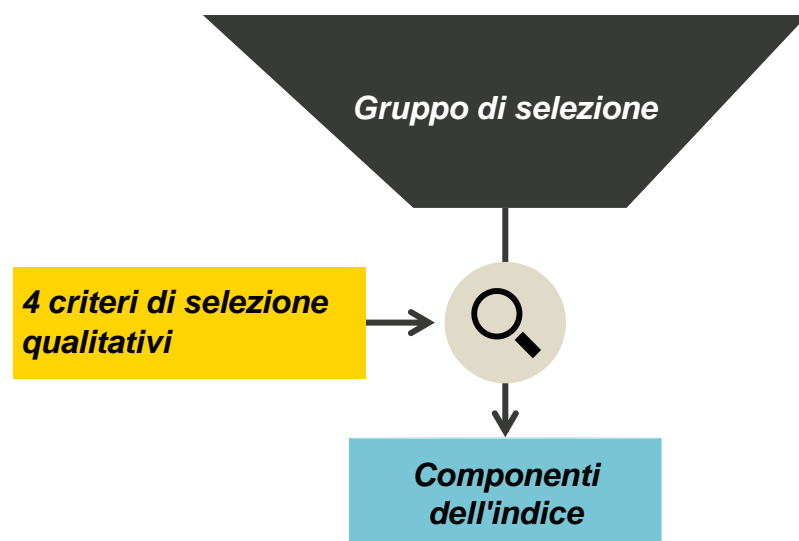 Gruppo di selezione
4 criteri di selezione
qualitativi
Componenti
dell'indice